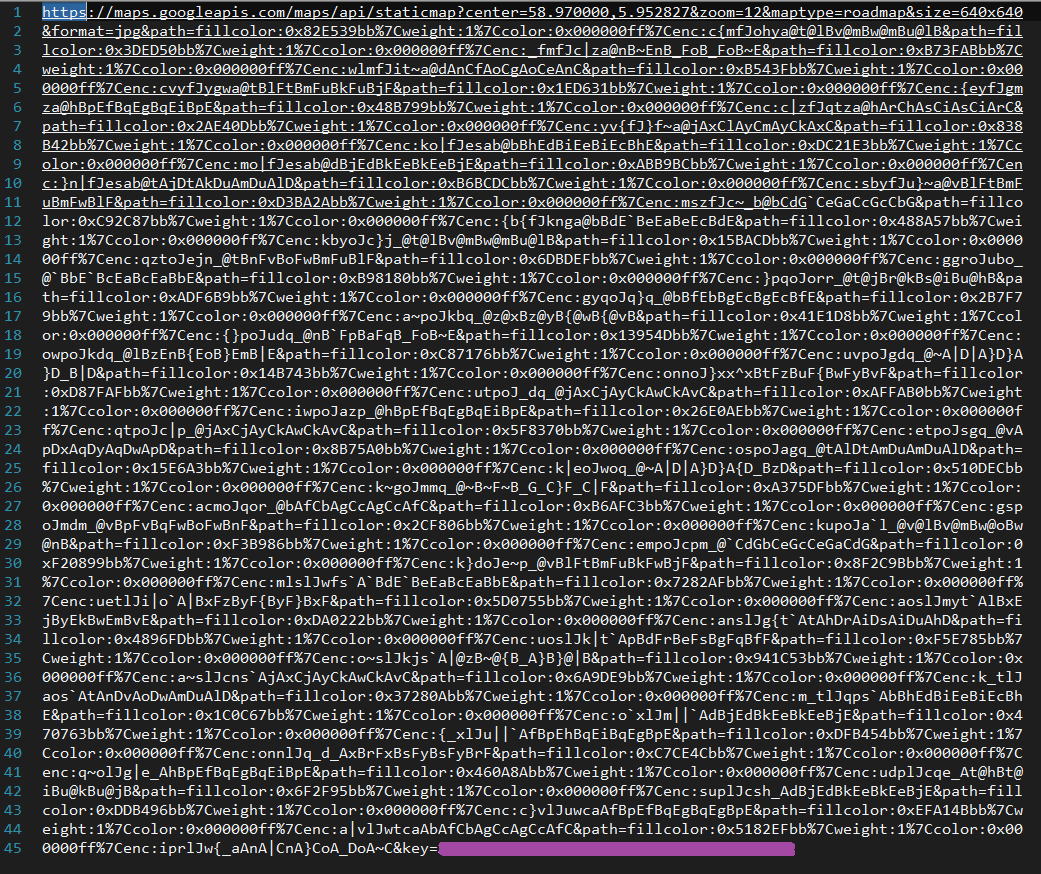 1 https://maps.googleapis.com/maps/api/staticmap?center=58.970000,5.952827&zoom=12&maptype=roadmap&size=640x640
2 &format=jpg&path=fillcolor:0x82E539bb%7Cweight:1%7Ccolor:0x000000ff%7Cenc:c{mfJohya@t@lBv@mBw@mBu@lB&path=fil
3 lcolor:0x3DED50bb%7Cweight:1%7Ccolor:0x000000ff%7Cenc:_fmfJc|za@nB~EnB_FoB_FoB~E&path=fillcolor:0xB73FABbb%7C
4 weight:1%7Ccolor:0x000000ff%7Cenc:wlmfJit~a@dAnCfAoCgAoCeAnC&path=fillcolor:0xB543Fbb%7Cweight:1%7Ccolor:0x00
5 0000ff%7Cenc:cvyfJygwa@tBlFtBmFuBkFuBjF&path=fillcolor:0x1ED631bb%7Cweight:1%7Ccolor:0x000000ff%7Cenc:{eyfJgm
6 za@hBpEfBqEgBqEiBpE&path=fillcolor:0x48B799bb%7Cweight:1%7Ccolor:0x000000ff%7Cenc:c|zfJqtza@hArChAsCiAsCiArC&
7 path=fillcolor:0x2AE40Dbb%7Cweight:1%7Ccolor:0x000000ff%7Cenc:yv{fJ}f~a@jAxClAyCmAyCkAxC&path=fillcolor:0x838
8 B42bb%7Cweight:1%7Ccolor:0x000000ff%7Cenc:ko|fJesab@bBhEdBiEeBiEcBhE&path=fillcolor:0xDC21E3bb%7Cweight:1%7Cc
9 olor:0x000000ff%7Cenc:mo|fJesab@dBjEdBkEeBkEeBjE&path=fillcolor:0xABB9BCbb%7Cweight:1%7Ccolor:0x000000ff%7Cen
10 c:}n|fJesab@tAjDtAkDuAmDuAlD&path=fillcolor:0xB6BCDCbb%7Cweight:1%7Ccolor:0x000000ff%7Cenc:sbyfJu}~a@vBlFtBmF
11 uBmFwBlF&path=fillcolor:0xD3BA2Abb%7Cweight:1%7Ccolor:0x000000ff%7Cenc:mszfJc~_b@bCdG`CeGaCcGcCbG&path=fillco
12 lor:0xC92C87bb%7Cweight:1%7Ccolor:0x000000ff%7Cenc:{b{fJknga@bBdE`BeEaBeEcBdE&path=fillcolor:0x488A57bb%7Cwei
13 ght:1%7Ccolor:0x000000ff%7Cenc:kbyoJc}j_@t@lBv@mBw@mBu@lB&path=fillcolor:0x15BACDbb%7Cweight:1%7Ccolor:0x0000
14 00ff%7Cenc:qztoJejn_@tBnFvBoFwBmFuBlF&path=fillcolor:0x6DBDEFbb%7Cweight:1%7Ccolor:0x000000ff%7Cenc:ggroJubo_
15 @`BbE`BcEaBcEaBbE&path=fillcolor:0xB98180bb%7Cweight:1%7Ccolor:0x000000ff%7Cenc:}pqoJorr_@t@jBr@kBs@iBu@hB&pa
16 th=fillcolor:0xADF6B9bb%7Cweight:1%7Ccolor:0x000000ff%7Cenc:gyqoJq}q_@bBfEbBgEcBgEcBfE&path=fillcolor:0x2B7F7
17 9bb%7Cweight:1%7Ccolor:0x000000ff%7Cenc:a~poJkbq_@z@xBz@yB{@wB{@vB&path=fillcolor:0x41E1D8bb%7Cweight:1%7Ccol
18 or:0x000000ff%7Cenc:{}poJudq_@nB`FpBaFqB_FoB~E&path=fillcolor:0x13954Dbb%7Cweight:1%7Ccolor:0x000000ff%7Cenc:
19 owpoJkdq_@lBzEnB{EoB}EmB|E&path=fillcolor:0xC87176bb%7Cweight:1%7Ccolor:0x000000ff%7Cenc:uvpoJgdq_@~A|D|A}D}A
20 }D_B|D&path=fillcolor:0x14B743bb%7Cweight:1%7Ccolor:0x000000ff%7Cenc:onnoJ}xx^xBtFzBuF{BwFyBvF&path=fillcolor
21 :0xD87FAFbb%7Cweight:1%7Ccolor:0x000000ff%7Cenc:utpoJ_dq_@jAxCjAyCkAwCkAvC&path=fillcolor:0xAFFAB0bb%7Cweight
22 :1%7Ccolor:0x000000ff%7Cenc:iwpoJazp_@hBpEfBqEgBqEiBpE&path=fillcolor:0x26E0AEbb%7Cweight:1%7Ccolor:0x000000f
23 f%7Cenc:qtpoJc|p_@jAxCjAyCkAwCkAvC&path=fillcolor:0x5F8370bb%7Cweight:1%7Ccolor:0x000000ff%7Cenc:etpoJsgq_@vA
24 pDxAqDyAqDwApD&path=fillcolor:0x8B75A0bb%7Cweight:1%7Ccolor:0x000000ff%7Cenc:ospoJagq_@tAlDtAmDuAmDuAlD&path=
25 fillcolor:0x15E6A3bb%7Cweight:1%7Ccolor:0x000000ff%7Cenc:k|eoJwoq_@~A|D|A}D}A{D_BzD&path=fillcolor:0x510DECbb
26 %7Cweight:1%7Ccolor:0x000000ff%7Cenc:k~goJmmq_@~B~F~B_G_C}F_C|F&path=fillcolor:0xA375DFbb%7Cweight:1%7Ccolor:
27 0x000000ff%7Cenc:acmoJqor_@bAfCbAgCcAgCcAfC&path=fillcolor:0xB6AFC3bb%7Cweight:1%7Ccolor:0x000000ff%7Cenc:gsp
28 oJmdm_@vBpFvBqFwBoFwBnF&path=fillcolor:0x2CF806bb%7Cweight:1%7Ccolor:0x000000ff%7Cenc:kupoJa`l_@v@lBv@mBw@oBw
29 @nB&path=fillcolor:0xF3B986bb%7Cweight:1%7Ccolor:0x000000ff%7Cenc:empoJcpm_@`CdGbCeGcCeGaCdG&path=fillcolor:0
30 xF20899bb%7Cweight:1%7Ccolor:0x000000ff%7Cenc:k}doJe~p_@vBlFtBmFuBkFwBjF&path=fillcolor:0x8F2C9Bbb%7Cweight:1
31 %7Ccolor:0x000000ff%7Cenc:mlslJwfs`A`BdE`BeEaBcEaBbE&path=fillcolor:0x7282AFbb%7Cweight:1%7Ccolor:0x000000ff%
32 7Cenc:uetlJi|o`A|BxFzByF{ByF}BxF&path=fillcolor:0x5D0755bb%7Cweight:1%7Ccolor:0x000000ff%7Cenc:aoslJmyt`AlBxE
33 jByEkBwEmBvE&path=fillcolor:0xDA0222bb%7Cweight:1%7Ccolor:0x000000ff%7Cenc:anslJg{t`AtAhDrAiDsAiDuAhD&path=fi
34 llcolor:0x4896FDbb%7Cweight:1%7Ccolor:0x000000ff%7Cenc:uoslJk|t`ApBdFrBeFsBgFqBfF&path=fillcolor:0xF5E785bb%7
35 Cweight:1%7Ccolor:0x000000ff%7Cenc:o~slJkjs`A|@zB~@{B_A}B}@|B&path=fillcolor:0x941C53bb%7Cweight:1%7Ccolor:0x
36 000000ff%7Cenc:a~slJcns`AjAxCjAyCkAwCkAvC&path=fillcolor:0x6A9DE9bb%7Cweight:1%7Ccolor:0x000000ff%7Cenc:k_tlJ
37 aos`AtAnDvAoDwAmDuAlD&path=fillcolor:0x37280Abb%7Cweight:1%7Ccolor:0x000000ff%7Cenc:m_tlJqps`AbBhEdBiEeBiEcBh
38 E&path=fillcolor:0x1C0C67bb%7Cweight:1%7Ccolor:0x000000ff%7Cenc:o`xlJm||`AdBjEdBkEeBkEeBjE&path=fillcolor:0x4
39 70763bb%7Cweight:1%7Ccolor:0x000000ff%7Cenc:{_xlJu||`AfBpEhBqEiBqEgBpE&path=fillcolor:0xDFB454bb%7Cweight:1%7
40 Ccolor:0x000000ff%7Cenc:onnlJq_d_AxBrFxBsFyBsFyBrF&path=fillcolor:0xC7CE4Cbb%7Cweight:1%7Ccolor:0x000000ff%7C
41 enc:q~olJg|e_AhBpEfBqEgBqEiBpE&path=fillcolor:0x460A8Abb%7Cweight:1%7Ccolor:0x000000ff%7Cenc:udplJcqe_At@hBt@
42 iBu@kBu@jB&path=fillcolor:0x6F2F95bb%7Cweight:1%7Ccolor:0x000000ff%7Cenc:suplJcsh_AdBjEdBkEeBkEeBjE&path=fill
43 color:0xDDB496bb%7Cweight:1%7Ccolor:0x000000ff%7Cenc:c}vlJuwcaAfBpEfBqEgBqEgBpE&path=fillcolor:0xEFA14Bbb%7Cw
44 eight:1%7Ccolor:0x000000ff%7Cenc:a|vlJwtcaAbAfCbAgCcAgCcAfC&path=fillcolor:0x5182EFbb%7Cweight:1%7Ccolor:0x00
45 0000ff%7Cenc:iprlJw{_aAnA|CnA}CoA_DoA~C&key=